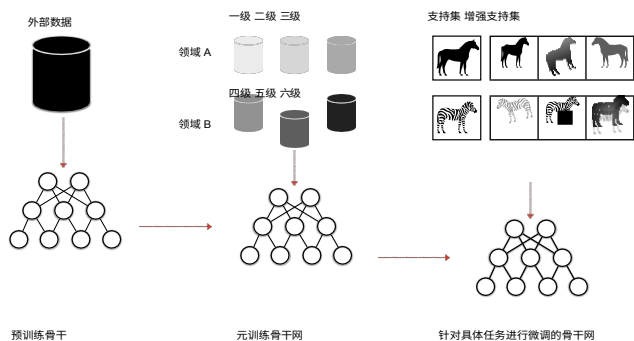 外部数据
一级 二级 三级
领域 A
四级 五级 六级
领域 B
支持集 增强支持集
预训练骨干
元训练骨干网
针对具体任务进行微调的骨干网